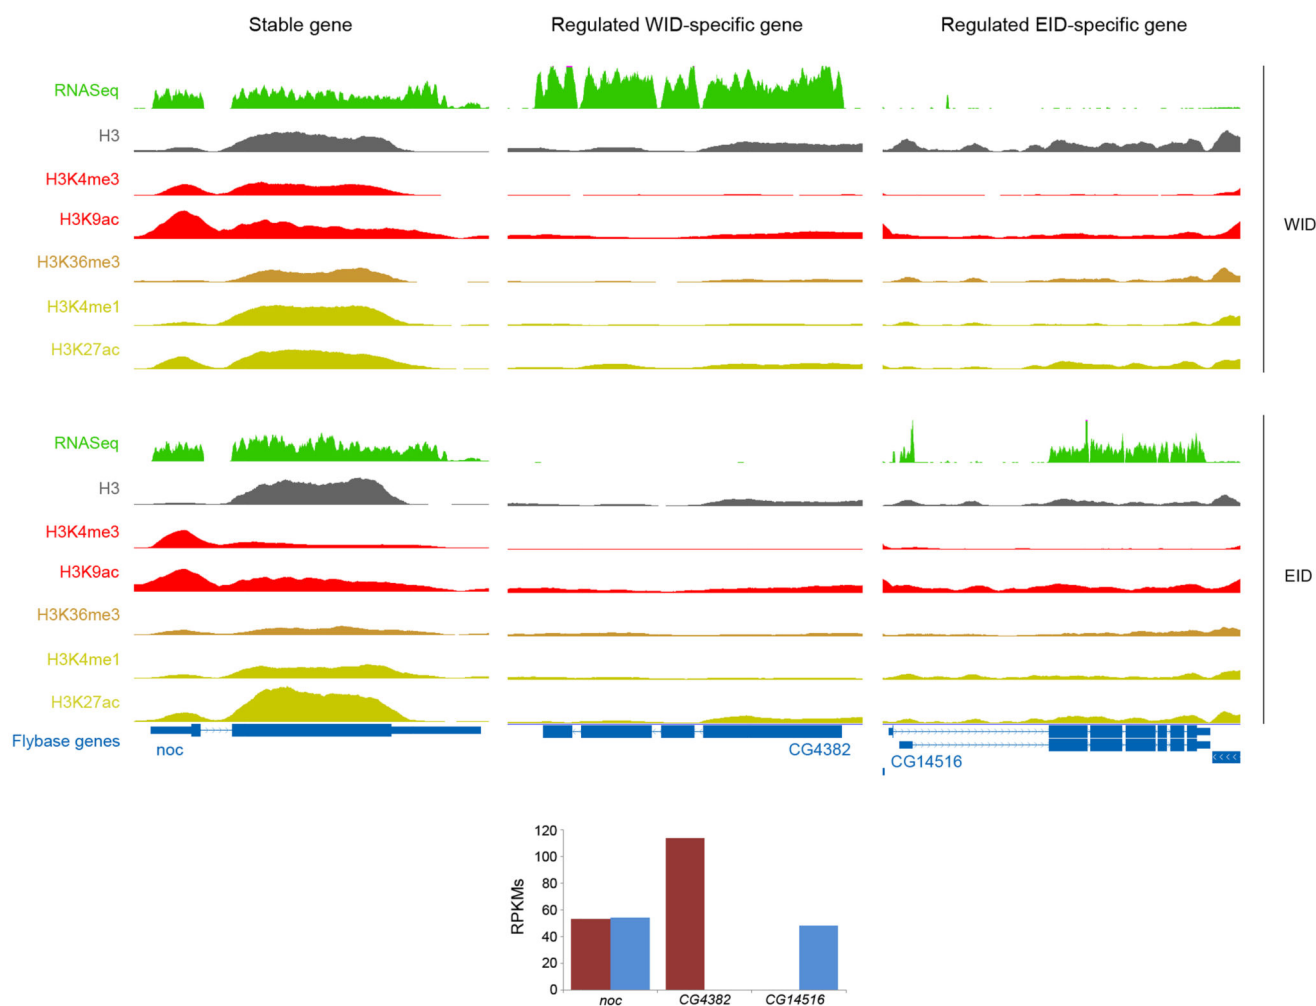 Stable gene Regulated WID-specific gene Regulated EID-specific gene
RNASeq
H3
H3K4me3
H3K9ac
WID
H3K36me3
H3K4me1
H3K27ac
RNASeq
H3
H3K4me3
H3K9ac
EID
H3K36me3
H3K4me1
H3K27ac
Flybase genes
noc CG4382 CG14516
120
100
80
60
40
20
0
RPKMs
noc CG4382 CG14516